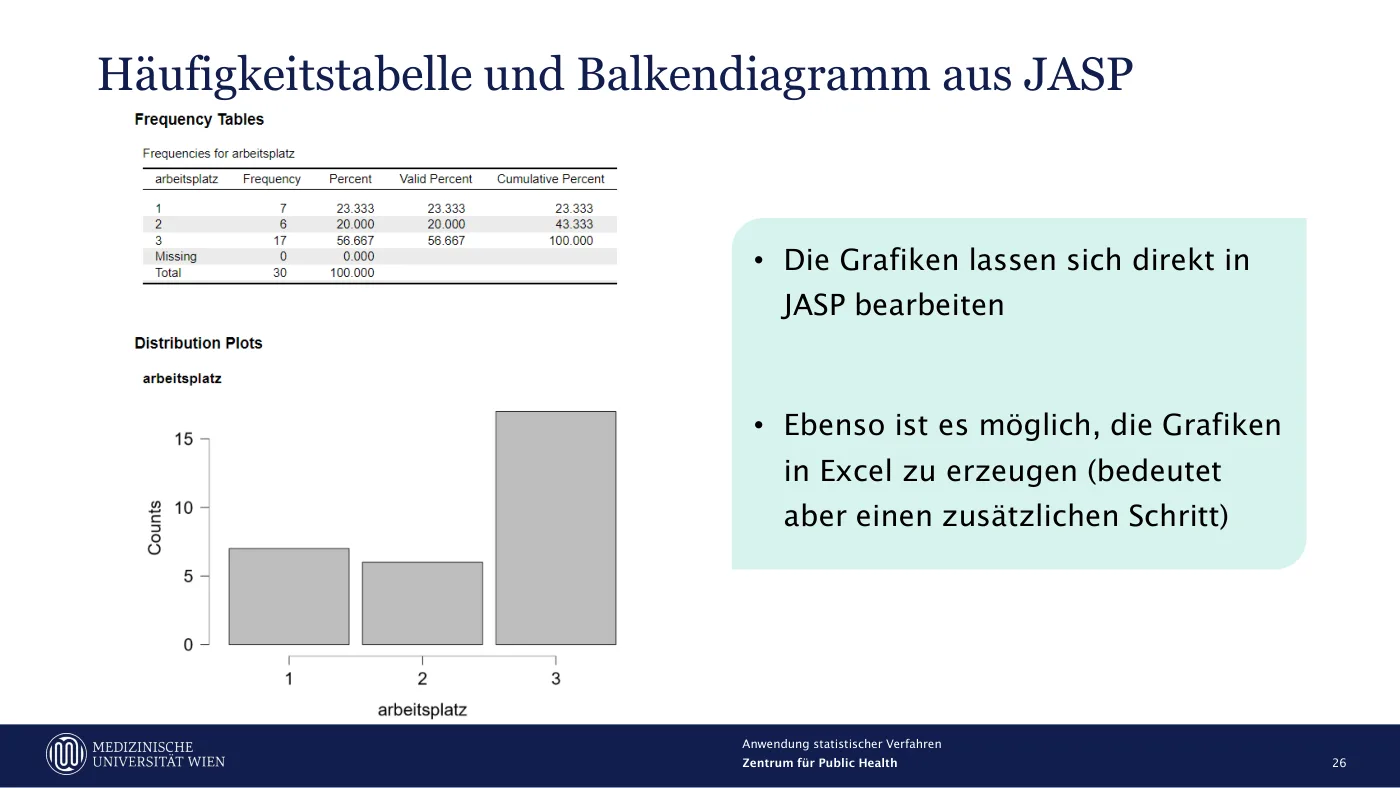 Häufigkeitstabelle und Balkendiagramm aus JASP
Frequency Tables
Frequencies for arbeitsplatz
arbeitsplatz Frequency Percent Valid Percent Cumulative Percent
1 7 23.333 23.333 23.333
2 6 20.000 20.000 43.333
3 17 56.667 56.667 100.000
Missing 0 0.000
Total 30 100.000
Distribution Plots
arbeitsplatz
15
10
5
0
Counts
1 2 3
arbeitsplatz
• Die Grafiken lassen sich direkt in
JASP bearbeiten
• Ebenso ist es möglich, die Grafiken
in Excel zu erzeugen (bedeutet
aber einen zusätzlichen Schritt)
MEDIZINISCHE
UNIVERSITÄT WIEN
Anwendung statistischer Verfahren
Zentrum für Public Health
26